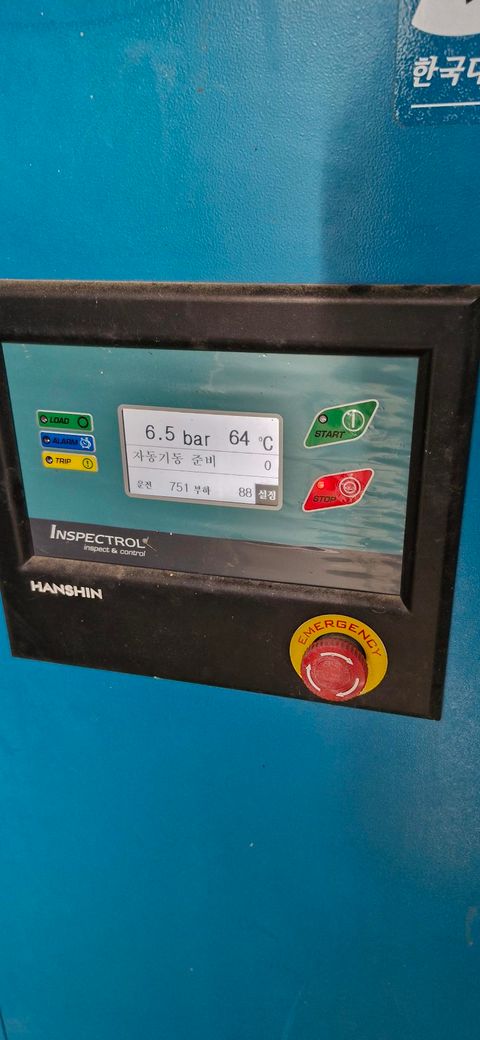 한국
LOAD
ALARM
TRIP
6.5 bar 64 °C
자동기동 준비 0
운전 751 부하 88 설정
START
STOP
INSPECTROL
inspect & control
HANSHIN
EMERGENCY